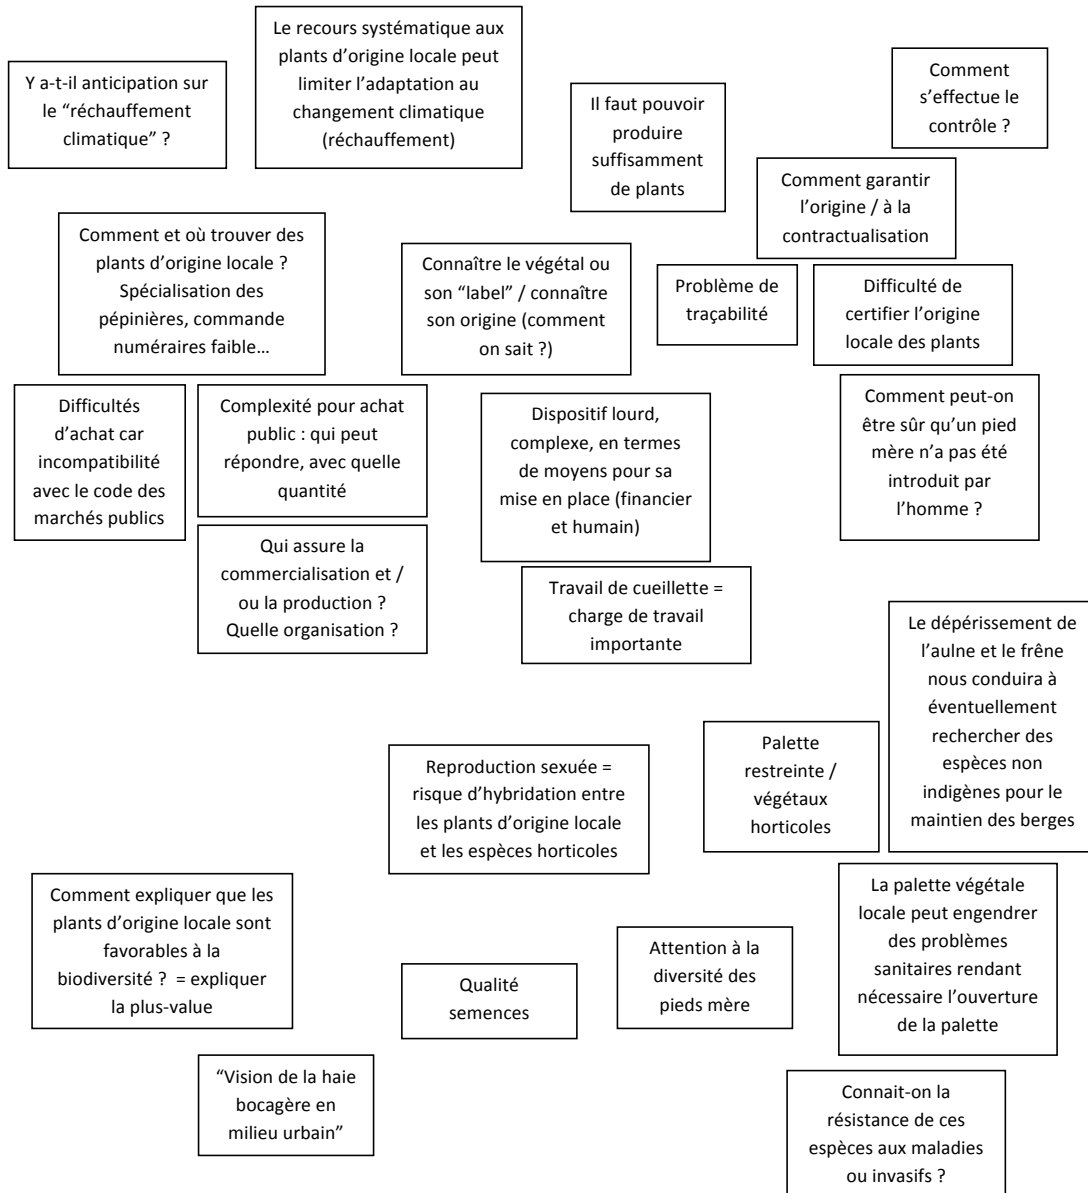 Y a-t-il anticipation sur
le “réchauffement
climatique” ?
Le recours systématique aux
plants d’origine locale peut
limiter l’adaptation au
changement climatique
(réchauffement)
Il faut pouvoir
produire
suffisamment
de plants
Comment
s’effectue le
contrôle ?
Comment garantir
l’origine / à la
contractualisation
Comment et où trouver des
plants d’origine locale ?
Spécialisation des
pépinières, commande
numéraires faible…
Connaître le végétal ou
son “label” / connaître
son origine (comment
on sait ?)
Problème de
traçabilité
Difficulté de
certifier l’origine
locale des plants
Difficultés
d’achat car
incompatibilité
avec le code des
marchés publics
Complexité pour achat
public : qui peut
répondre, avec quelle
quantité
Dispositif lourd,
complexe, en termes
de moyens pour sa
mise en place (financier
et humain)
Comment peut-on
être sûr qu’un pied
mère n’a pas été
introduit par
l’homme ?
Qui assure la
commercialisation et /
ou la production ?
Quelle organisation ?
Travail de cueillette =
charge de travail
importante
Le dépérissement de
l’aulne et le frêne
nous conduira à
éventuellement
rechercher des
espèces non
indigènes pour le
maintien des berges
Reproduction sexuée =
risque d’hybridation entre
les plants d’origine locale
et les espèces horticoles
Palette
restreinte /
végétaux
horticoles
Comment expliquer que les
plants d’origine locale sont
favorables à la
biodiversité ?  = expliquer
la plus-value
Qualité
semences
Attention à la
diversité des
pieds mère
La palette végétale
locale peut engendrer
des problèmes
sanitaires rendant
nécessaire l’ouverture
de la palette
“Vision de la haie
bocagère en
milieu urbain”
Connait-on la
résistance de ces
espèces aux maladies
ou invasifs ?